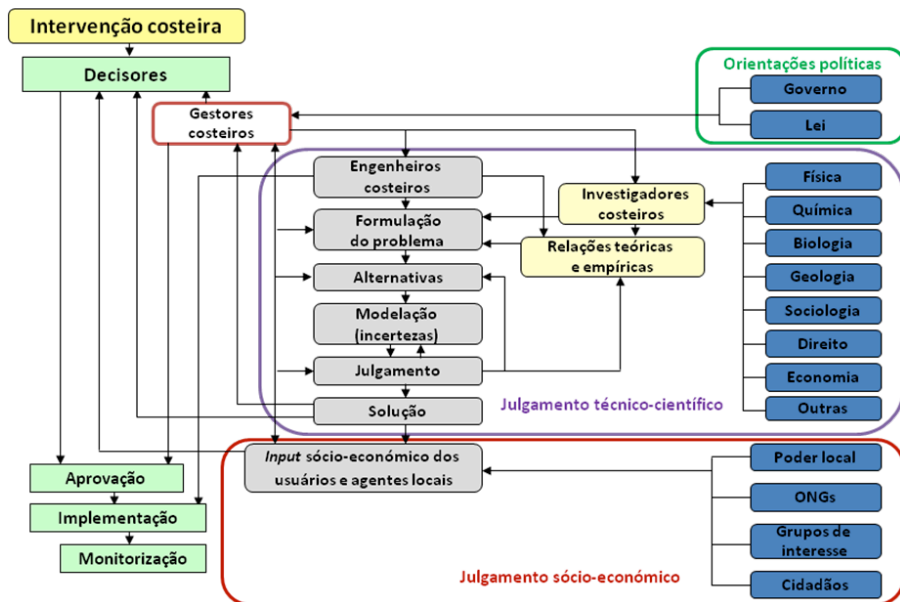 Intervenção costeira
Decisores
Gestores
costeiros
Orientações políticas
Governo
Lei
Engenheiros
costeiros
Formulação
do problema
Alternativas
Modelação
(incertezas)
Julgamento
Solução
Investigadores
costeiros
Relações teóricas
e empíricas
Física
Química
Biologia
Geologia
Sociologia
Direito
Economia
Outras
Julgamento técnico-científico
Input sócio-económico dos
usuários e agentes locais
Aprovação
Implementação
Monitorização
Poder local
ONGs
Grupos de
interesse
Cidadãos
Julgamento sócio-económico